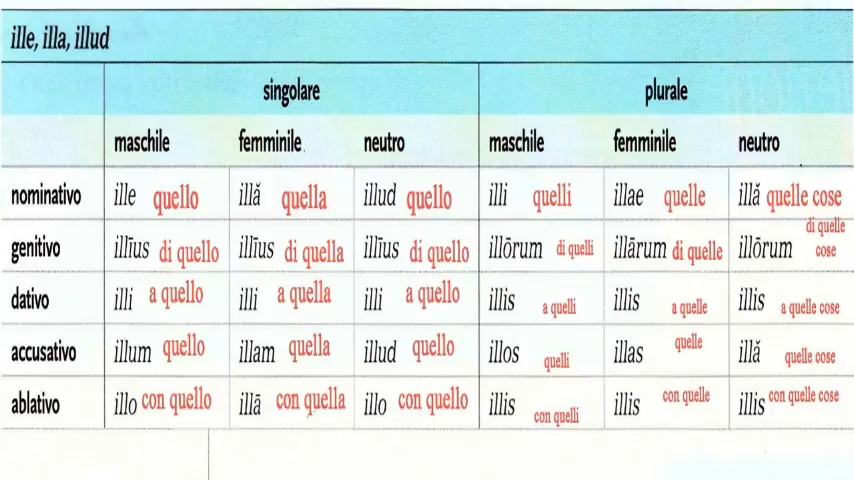 ille, illa, illud
singolare plurale
maschile femminile neutro maschile femminile neutro
nominativo ille quello illă quella illud quello illi quelli illae quelle illă quelle cose
genitivo illīus di quello illīus di quella illīus di quello illōrum di quelli illārum di quelle illōrum di quelle cose
dativo illi a quello illi a quella illi a quello illis a quelli illis a quelle illis a quelle cose
accusativo illum quello illam quella illud quello illos quelli illas quelle illă quelle cose
ablativo illo con quello illā con quella illo con quello illis con quelli illis con quelle illis con quelle cose